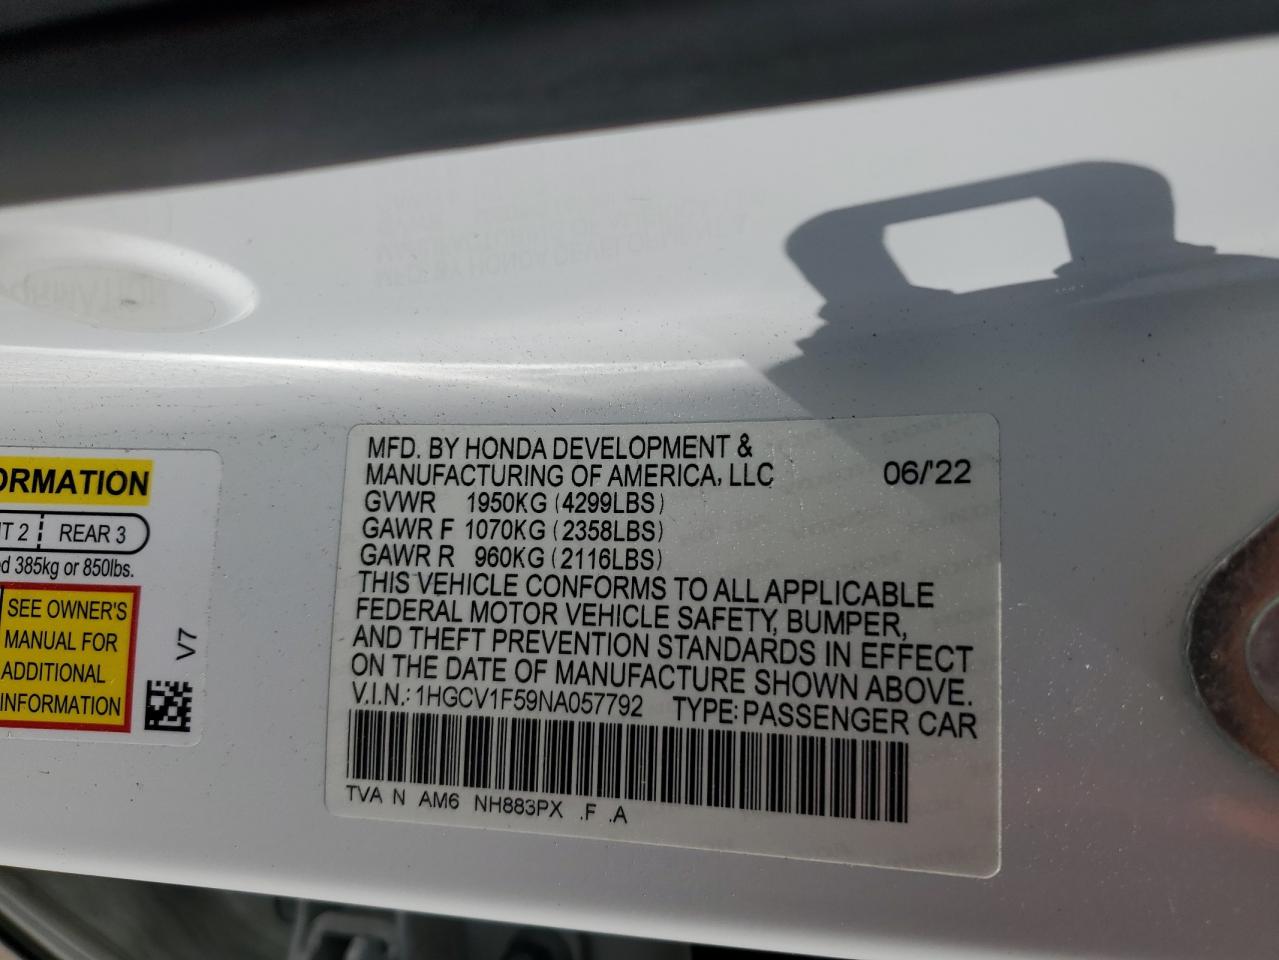 ORMATION
T 2 REAR 3
d 385kg or 850lbs.
SEE OWNER'S
MANUAL FOR
ADDITIONAL
INFORMATION
V7
MFD. BY HONDA DEVELOPMENT &
MANUFACTURING OF AMERICA, LLC 06/'22
GVWR 1950KG (4299LBS)
GAWR F 1070KG (2358LBS)
GAWR R 960KG (2116LBS)
THIS VEHICLE CONFORMS TO ALL APPLICABLE
FEDERAL MOTOR VEHICLE SAFETY, BUMPER,
AND THEFT PREVENTION STANDARDS IN EFFECT
ON THE DATE OF MANUFACTURE SHOWN ABOVE.
V.I.N.: 1HGCV1F59NA057792 TYPE: PASSENGER CAR
TVA N AM6 NH883PX .F .A